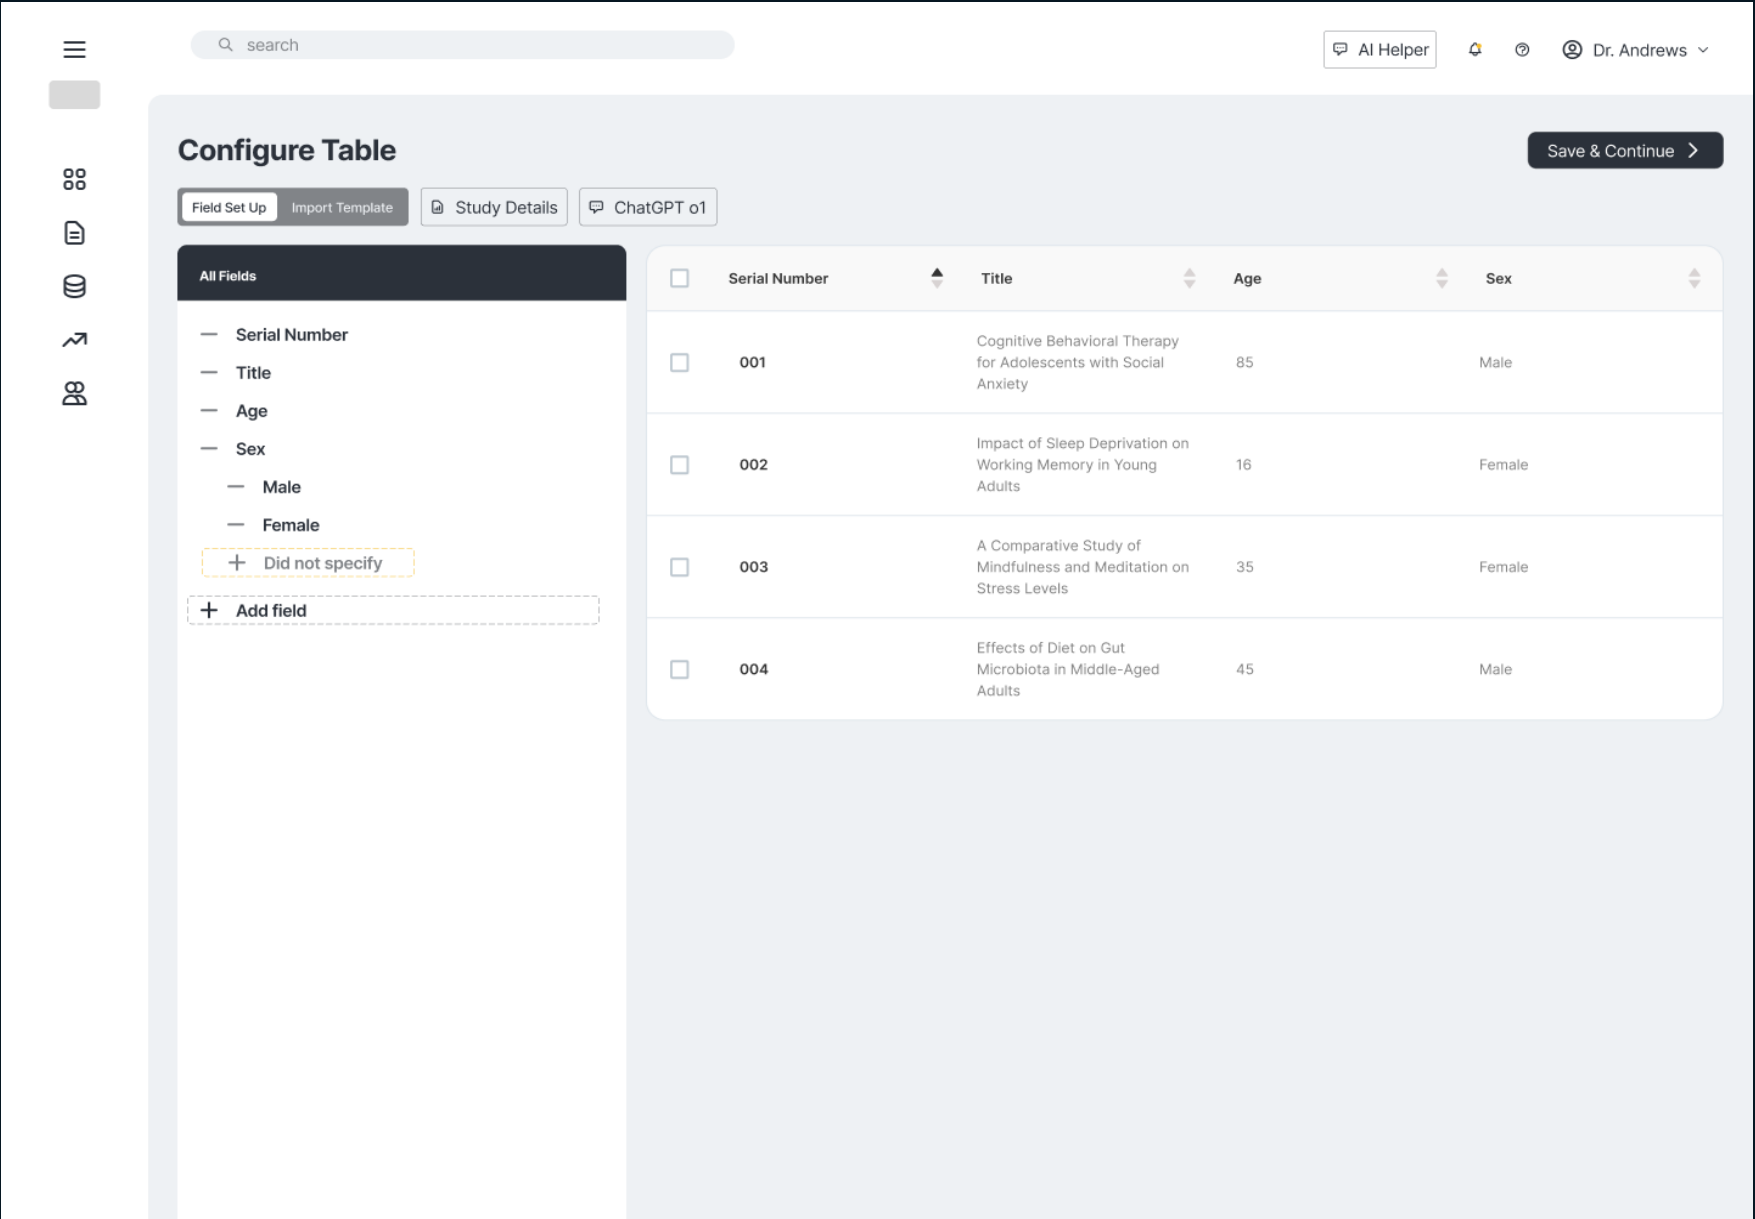 search
AI Helper
Dr. Andrews
Configure Table
Save & Continue
Field Set Up
Import Template
Study Details
ChatGPT o1
All Fields
Serial Number
Title
Age
Sex
Male
Female
Did not specify
Add field
Serial Number
Title
Age
Sex
001
Cognitive Behavioral Therapy
for Adolescents with Social
Anxiety
85
Male
002
Impact of Sleep Deprivation on
Working Memory in Young
Adults
16
Female
003
A Comparative Study of
Mindfulness and Meditation on
Stress Levels
35
Female
004
Effects of Diet on Gut
Microbiota in Middle-Aged
Adults
45
Male